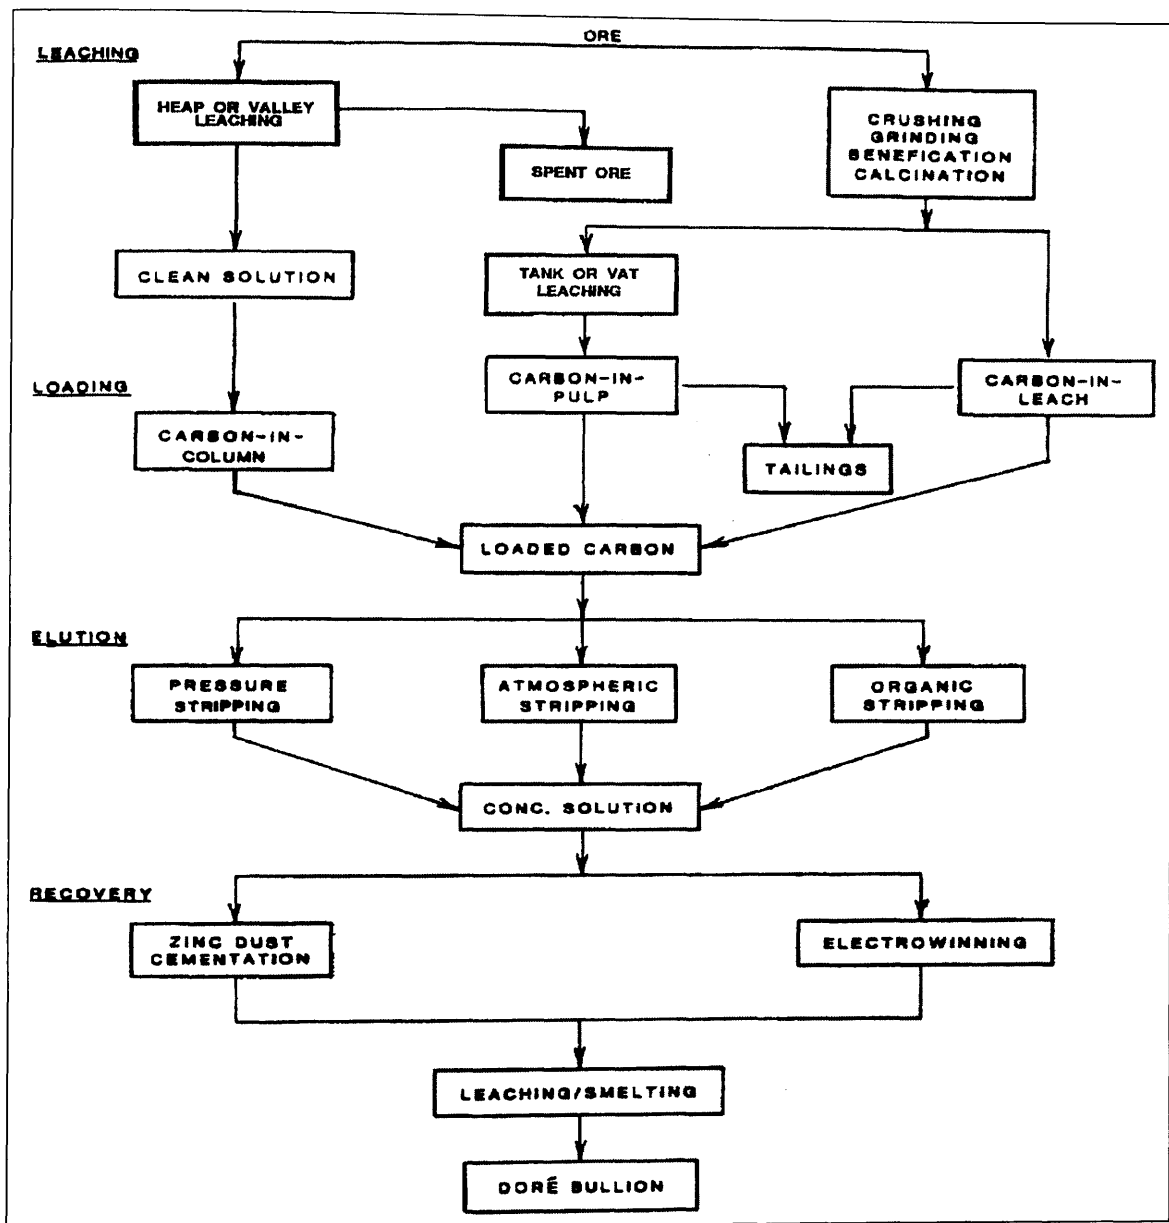 ORE
LEACHING
HEAP OR VALLEY
LEACHING
CRUSHING
GRINDING
BENEFICATION
CALCINATION
SPENT ORE
CLEAN SOLUTION
TANK OR VAT
LEACHING
LOADING
CARBON-IN-
PULP
CARBON-IN-
LEACH
CARBON-IN-
COLUMN
TAILINGS
LOADED CARBON
ELUTION
PRESSURE
STRIPPING
ATMOSPHERIC
STRIPPING
ORGANIC
STRIPPING
CONC. SOLUTION
RECOVERY
ZINC DUST
CEMENTATION
ELECTROWINNING
LEACHING/SMELTING
DORÉ BULLION